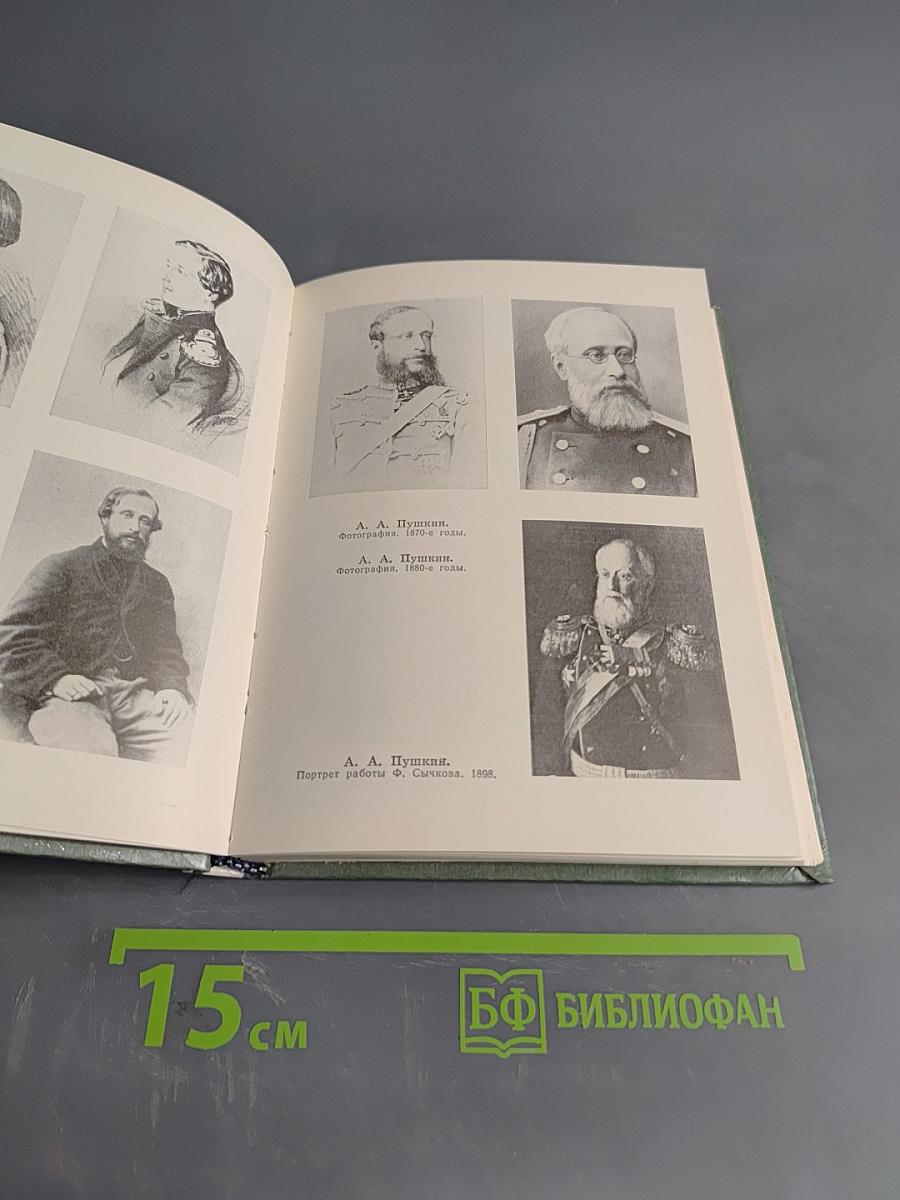 А. А. Пушкин.
Фотография. 1870-е годы.
А. А. Пушкин.
Фотография. 1880-е годы.
А. А. Пушкин.
Портрет работы Ф. Сычкова. 1898.
15 см
БФ БИБЛИОФАН